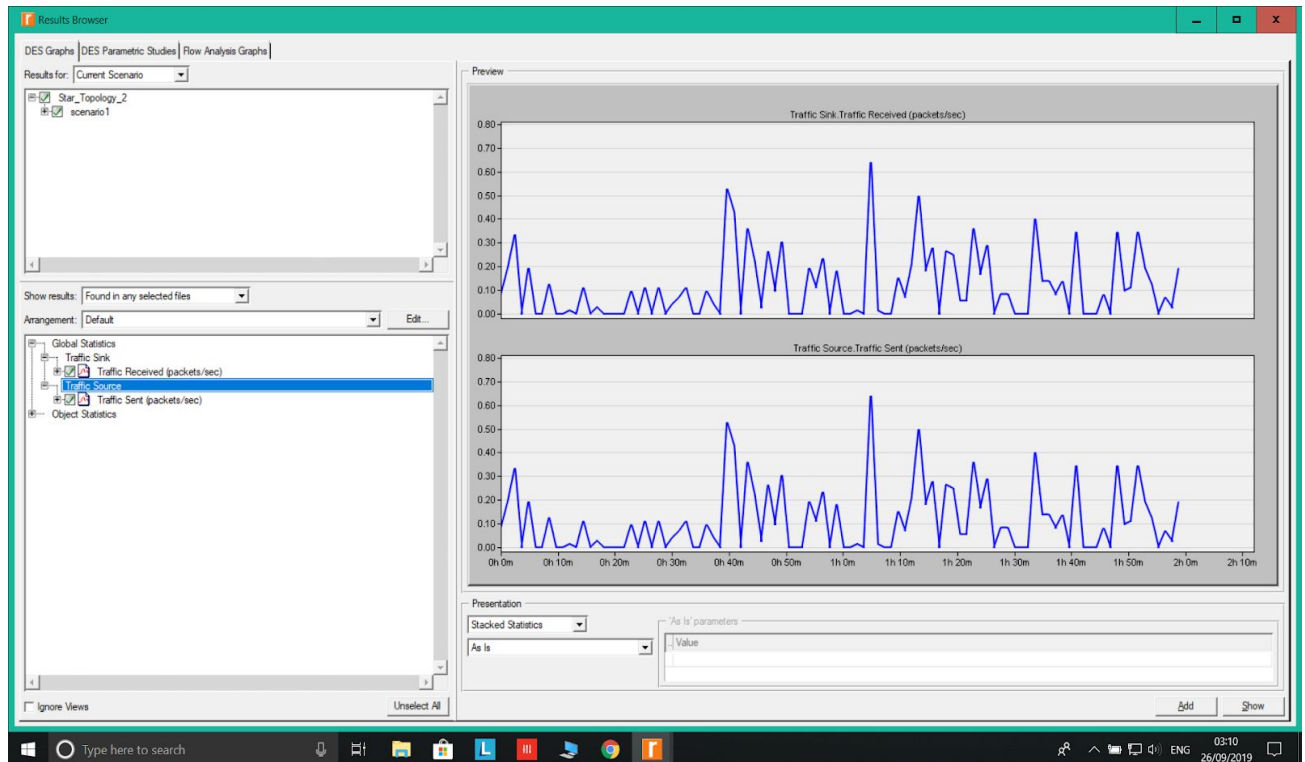 Results Browser
DES Graphs DES Parametric Studies Flow Analysis Graphs
Results for: Current Scenario
Star_Topology_2
scenario1
Show results: Found in any selected files
Arrangement: Default Edit...
Global Statistics
Traffic Sink
Traffic Received (packets/sec)
Traffic Source
Traffic Sent (packets/sec)
Object Statistics
Ignore Views Unselect All
Preview
Traffic Sink.Traffic Received (packets/sec)
0.80
0.70
0.60
0.50
0.40
0.30
0.20
0.10
0.00
Traffic Source.Traffic Sent (packets/sec)
0.80
0.70
0.60
0.50
0.40
0.30
0.20
0.10
0.00
0h 0m 0h 10m 0h 20m 0h 30m 0h 40m 0h 50m 1h 0m 1h 10m 1h 20m 1h 30m 1h 40m 1h 50m 2h 0m 2h 10m
Presentation
Stacked Statistics
As Is
'As Is' parameters
... Value
Add Show
Type here to search
L
ENG
03:10
26/09/2019